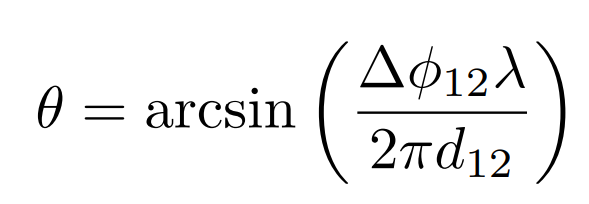 θ = arcsin ( Δϕ₁₂λ / 2πd₁₂ )